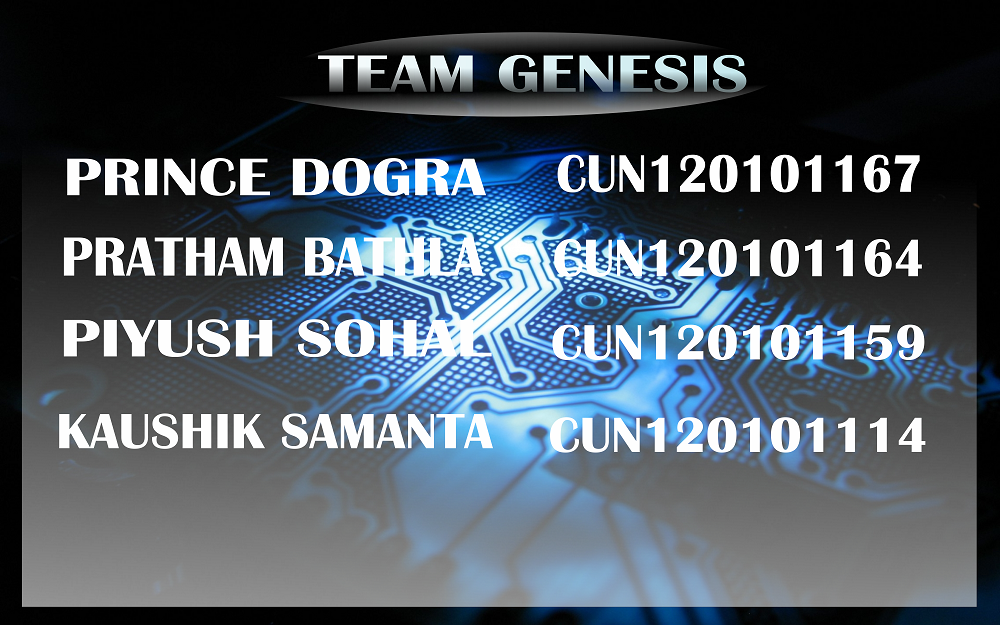 TEAM GENESIS
PRINCE DOGRA CUN120101167
PRATHAM BATHLA CUN120101164
PIYUSH SOHAL CUN120101159
KAUSHIK SAMANTA CUN120101114